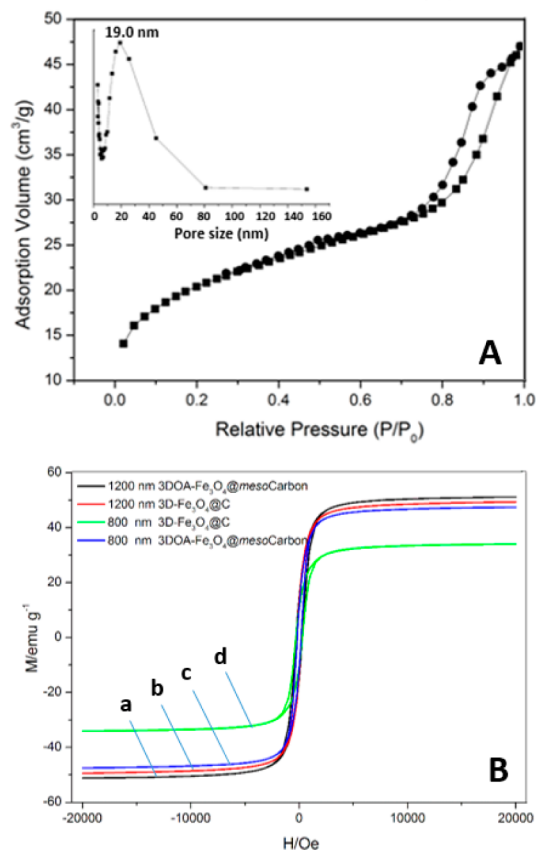 50
45
40
35
30
25
20
15
10
Adsorption Volume (cm³/g)
19.0 nm
0 20 40 60 80 100 120 140 160
Pore size (nm)
A
0.0 0.2 0.4 0.6 0.8 1.0
Relative Pressure (P/P₀)
60
40
20
0
-20
-40
-60
M/emu g⁻¹
1200 nm 3DOA-Fe₃O₄@mesoCarbon
1200 nm 3D-Fe₃O₄@C
800 nm 3D-Fe₃O₄@C
800 nm 3DOA-Fe₃O₄@mesoCarbon
a b c d
B
-20000 -10000 0 10000 20000
H/Oe